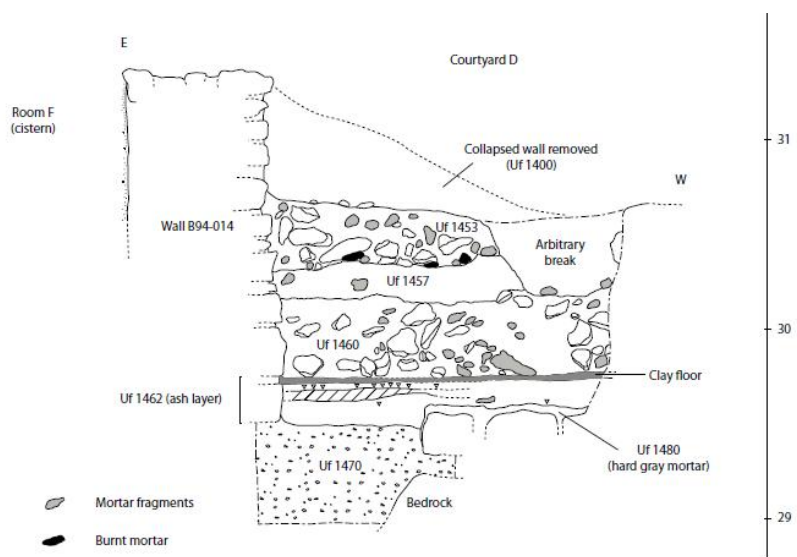 E
Courtyard D
Room F
(cistern)
31
Collapsed wall removed
(Uf 1400)
W
Wall B94-014
Uf 1453
Arbitrary
break
Uf 1457
30
Uf 1460
Clay floor
Uf 1462 (ash layer)
Uf 1480
(hard gray mortar)
Uf 1470
Mortar fragments
Bedrock
29
Burnt mortar